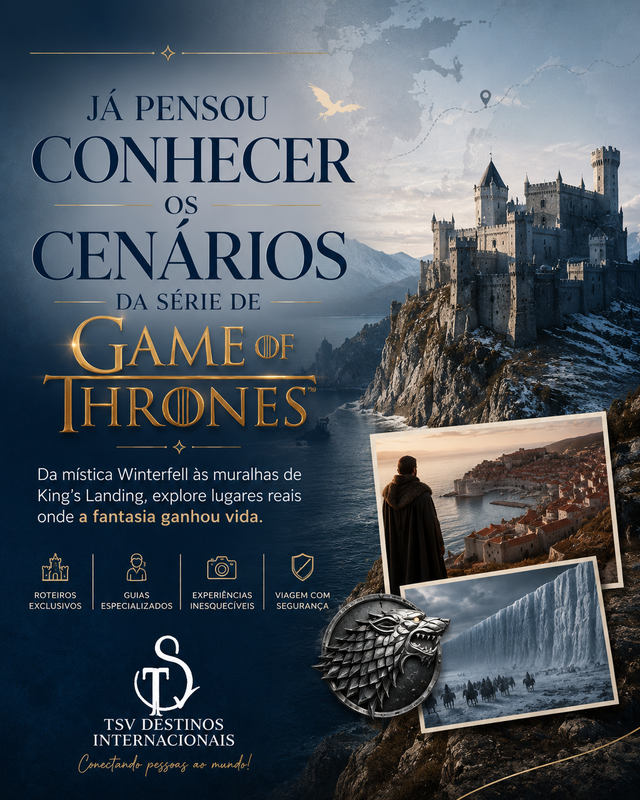 JÁ PENSOU
CONHECER
OS
CENÁRIOS
DA SÉRIE DE
GAME OF
THRONES™
Da mística Winterfell às muralhas de
King's Landing, explore lugares reais
onde a fantasia ganhou vida.
ROTEIROS
EXCLUSIVOS
GUIAS
ESPECIALIZADOS
EXPERIÊNCIAS
INESQUECÍVEIS
VIAGEM COM
SEGURANÇA
TSV
TSV DESTINOS
INTERNACIONAIS
Conectando pessoas ao mundo!